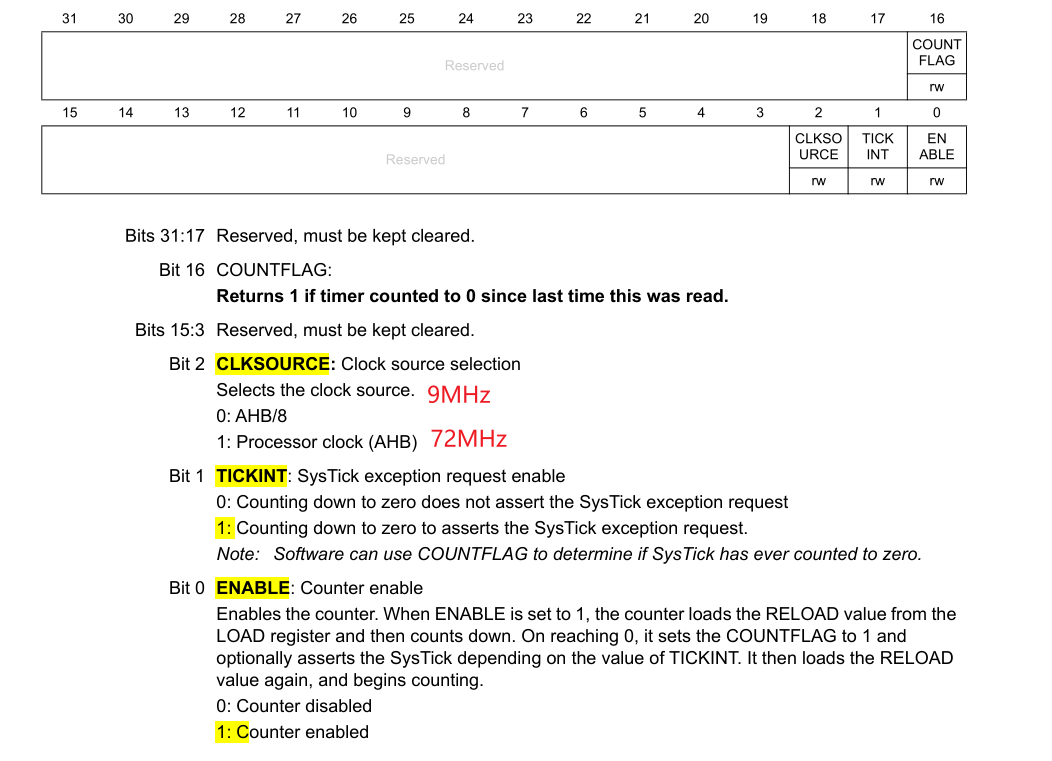 31 30 29 28 27 26 25 24 23 22 21 20 19 18 17 16
Reserved
COUNT
FLAG
rw
15 14 13 12 11 10 9 8 7 6 5 4 3 2 1 0
Reserved
CLKSO
URCE
TICK
INT
EN
ABLE
rw rw rw
Bits 31:17 Reserved, must be kept cleared.
Bit 16 COUNTFLAG:
Returns 1 if timer counted to 0 since last time this was read.
Bits 15:3 Reserved, must be kept cleared.
Bit 2 CLKSOURCE: Clock source selection
Selects the clock source. 9MHz
0: AHB/8
1: Processor clock (AHB) 72MHz
Bit 1 TICKINT: SysTick exception request enable
0: Counting down to zero does not assert the SysTick exception request
1: Counting down to zero to asserts the SysTick exception request.
Note: Software can use COUNTFLAG to determine if SysTick has ever counted to zero.
Bit 0 ENABLE: Counter enable
Enables the counter. When ENABLE is set to 1, the counter loads the RELOAD value from the
LOAD register and then counts down. On reaching 0, it sets the COUNTFLAG to 1 and
optionally asserts the SysTick depending on the value of TICKINT. It then loads the RELOAD
value again, and begins counting.
0: Counter disabled
1: Counter enabled